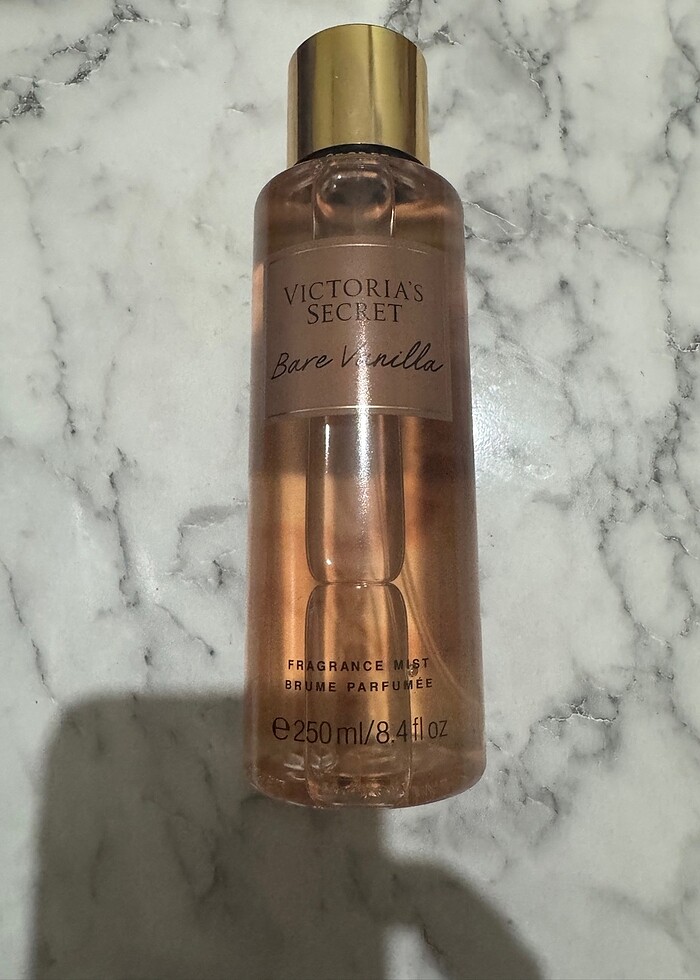 VICTORIA'S
SECRET
Bare Vanilla
FRAGRANCE MIST
BRUME PARFUMÉE
℮250 ml/8.4 fl oz